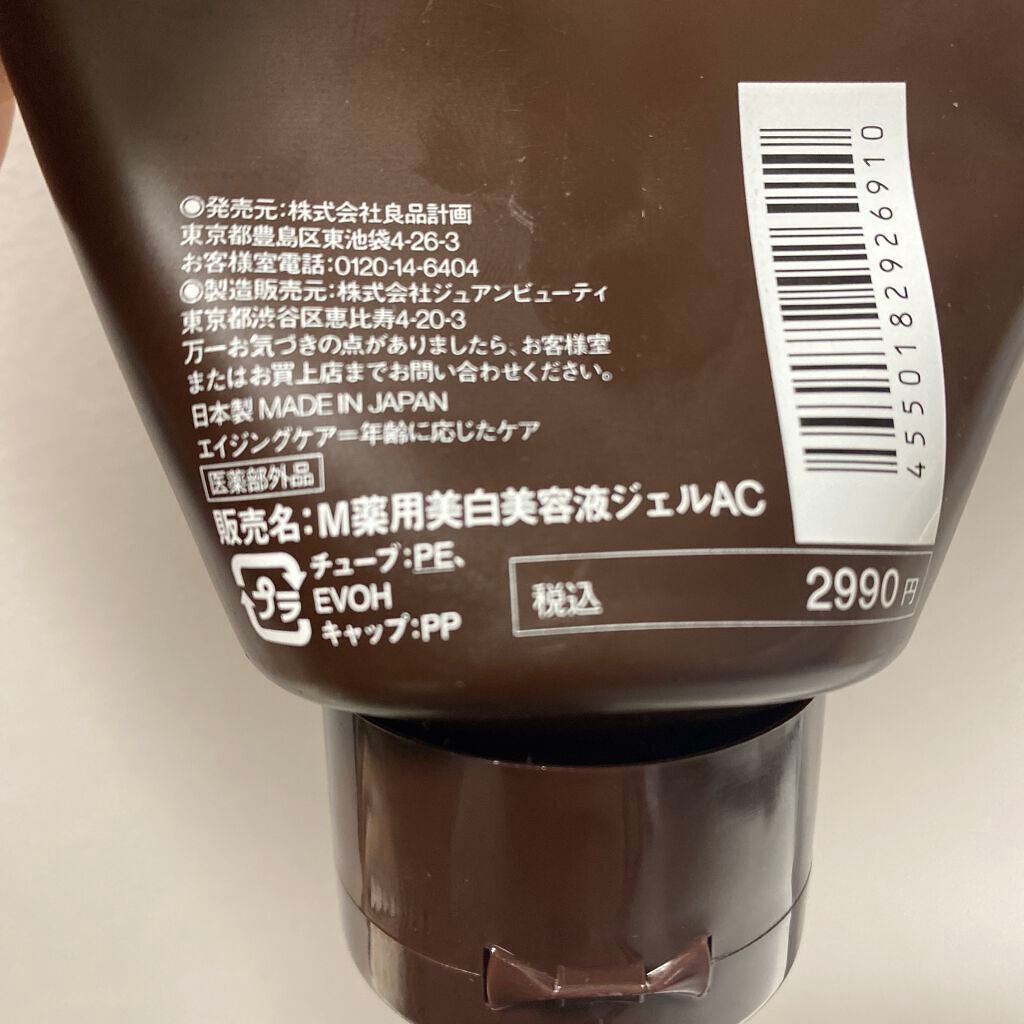 ◉発売元:株式会社良品計画
東京都豊島区東池袋4-26-3
お客様室電話:0120-14-6404
◉製造販売元:株式会社ジュアンビューティ
東京都渋谷区恵比寿4-20-3
万一お気づきの点がありましたら、お客様室
またはお買上店までお問い合わせください。
日本製 MADE IN JAPAN
エイジングケア=年齢に応じたケア
医薬部外品
販売名:M薬用美白美容液ジェルAC
プラ
チューブ:PE、
EVOH
キャップ:PP
税込 2990円
4550182926910